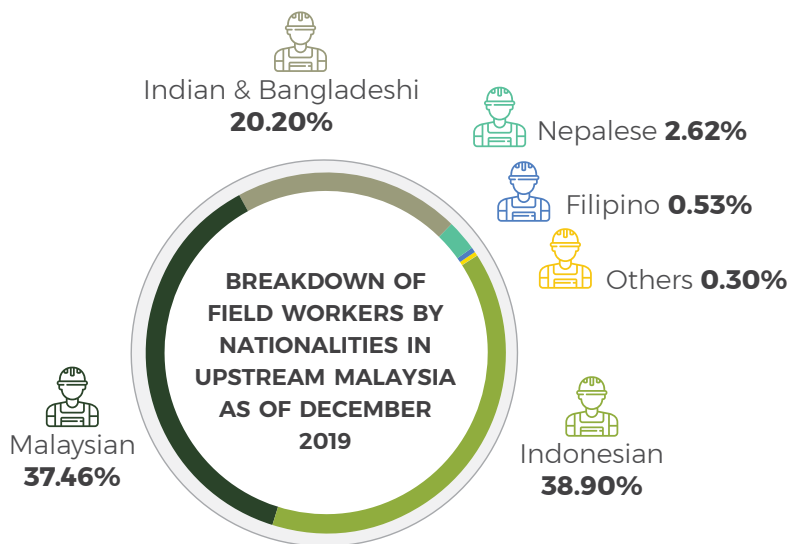 Indian & Bangladeshi
20.20%
Nepalese 2.62%
Filipino 0.53%
Others 0.30%
BREAKDOWN OF
FIELD WORKERS BY
NATIONALITIES IN
UPSTREAM MALAYSIA
AS OF DECEMBER
2019
Malaysian
37.46%
Indonesian
38.90%